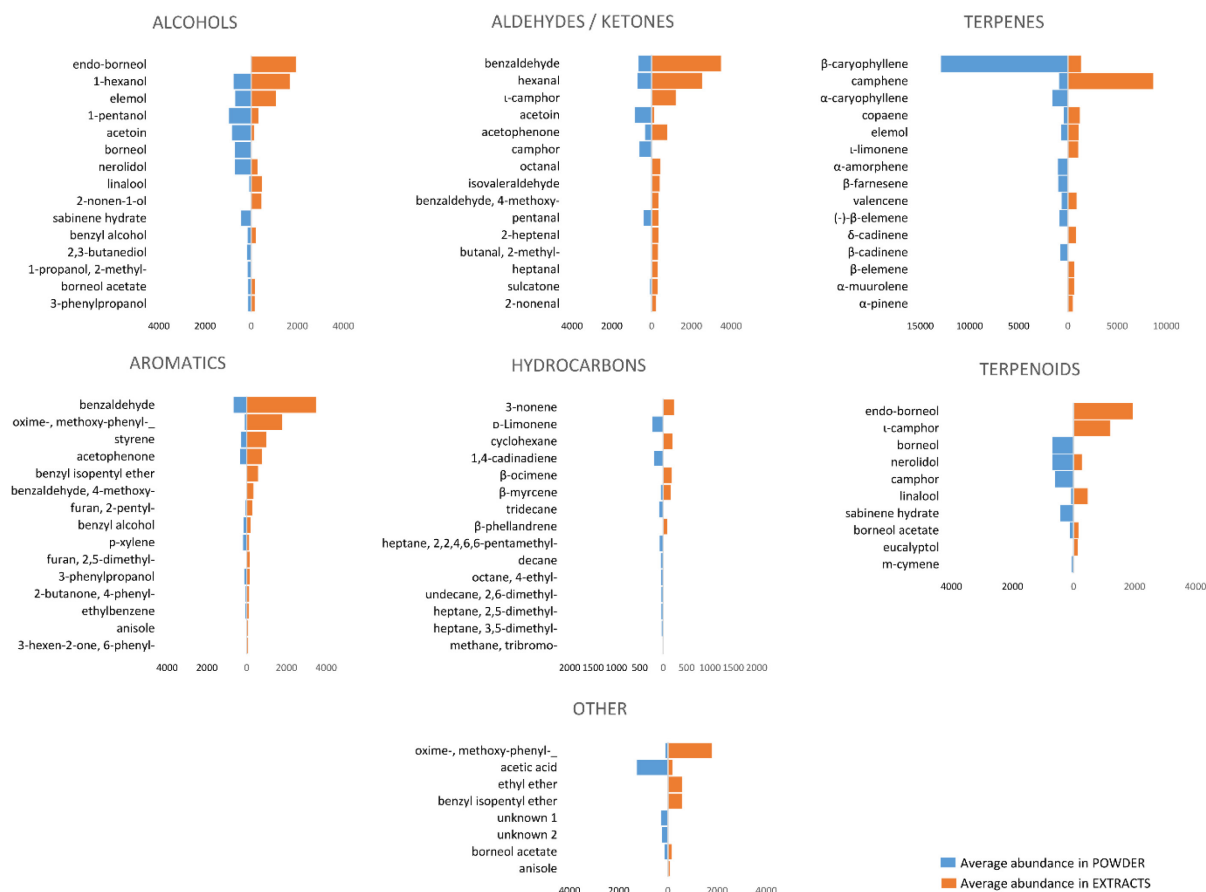 ALCOHOLS
endo-borneol
1-hexanol
elemol
1-pentanol
acetoin
borneol
nerolidol
linalool
2-nonen-1-ol
sabinene hydrate
benzyl alcohol
2,3-butanediol
1-propanol, 2-methyl-
borneol acetate
3-phenylpropanol
4000 2000 0 2000 4000
ALDEHYDES / KETONES
benzaldehyde
hexanal
ɩ-camphor
acetoin
acetophenone
camphor
octanal
isovaleraldehyde
benzaldehyde, 4-methoxy-
pentanal
2-heptenal
butanal, 2-methyl-
heptanal
sulcatone
2-nonenal
4000 2000 0 2000 4000
TERPENES
β-caryophyllene
camphene
α-caryophyllene
copaene
elemol
ɩ-limonene
α-amorphene
β-farnesene
valencene
(-)-β-elemene
δ-cadinene
β-cadinene
β-elemene
α-muurolene
α-pinene
15000 10000 5000 0 5000 10000
AROMATICS
benzaldehyde
oxime-, methoxy-phenyl-_
styrene
acetophenone
benzyl isopentyl ether
benzaldehyde, 4-methoxy-
furan, 2-pentyl-
benzyl alcohol
p-xylene
furan, 2,5-dimethyl-
3-phenylpropanol
2-butanone, 4-phenyl-
ethylbenzene
anisole
3-hexen-2-one, 6-phenyl-
4000 2000 0 2000 4000
HYDROCARBONS
3-nonene
ᴅ-Limonene
cyclohexane
1,4-cadinadiene
β-ocimene
β-myrcene
tridecane
β-phellandrene
heptane, 2,2,4,6,6-pentamethyl-
decane
octane, 4-ethyl-
undecane, 2,6-dimethyl-
heptane, 2,5-dimethyl-
heptane, 3,5-dimethyl-
methane, tribromo-
2000 1500 1000 500 0 500 1000 1500 2000
TERPENOIDS
endo-borneol
ɩ-camphor
borneol
nerolidol
camphor
linalool
sabinene hydrate
borneol acetate
eucalyptol
m-cymene
4000 2000 0 2000 4000
OTHER
oxime-, methoxy-phenyl-_
acetic acid
ethyl ether
benzyl isopentyl ether
unknown 1
unknown 2
borneol acetate
anisole
4000 2000 0 2000 4000
Average abundance in POWDER
Average abundance in EXTRACTS